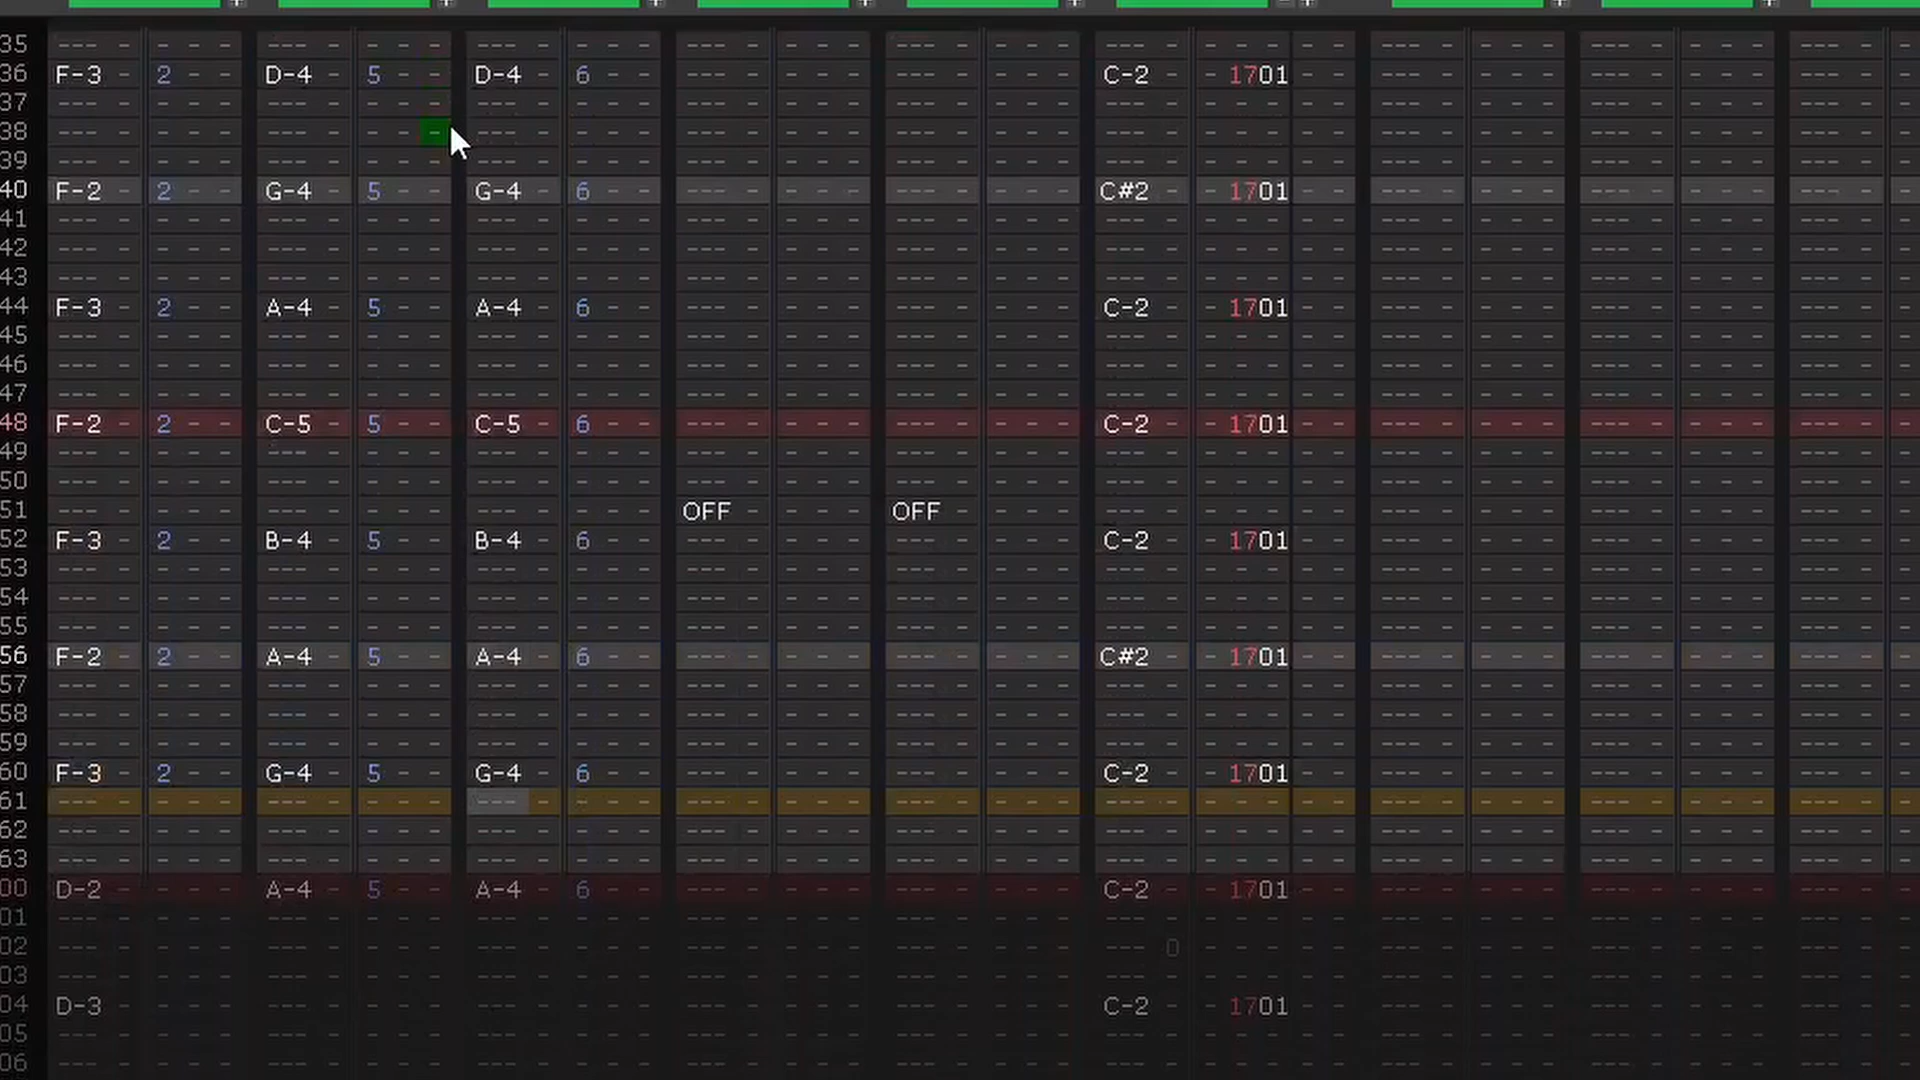 35
36 F-3 2 D-4 5 D-4 6 C-2 1701
37
38
39
40 F-2 2 G-4 5 G-4 6 C#2 1701
41
42
43
44 F-3 2 A-4 5 A-4 6 C-2 1701
45
46
47
48 F-2 2 C-5 5 C-5 6 C-2 1701
49
50
51 OFF OFF
52 F-3 2 B-4 5 B-4 6 C-2 1701
53
54
55
56 F-2 2 A-4 5 A-4 6 C#2 1701
57
58
59
60 F-3 2 G-4 5 G-4 6 C-2 1701
61
62
63
00 D-2 A-4 5 A-4 6 C-2 1701
01
02 0
03
04 D-3 C-2 1701
05
06